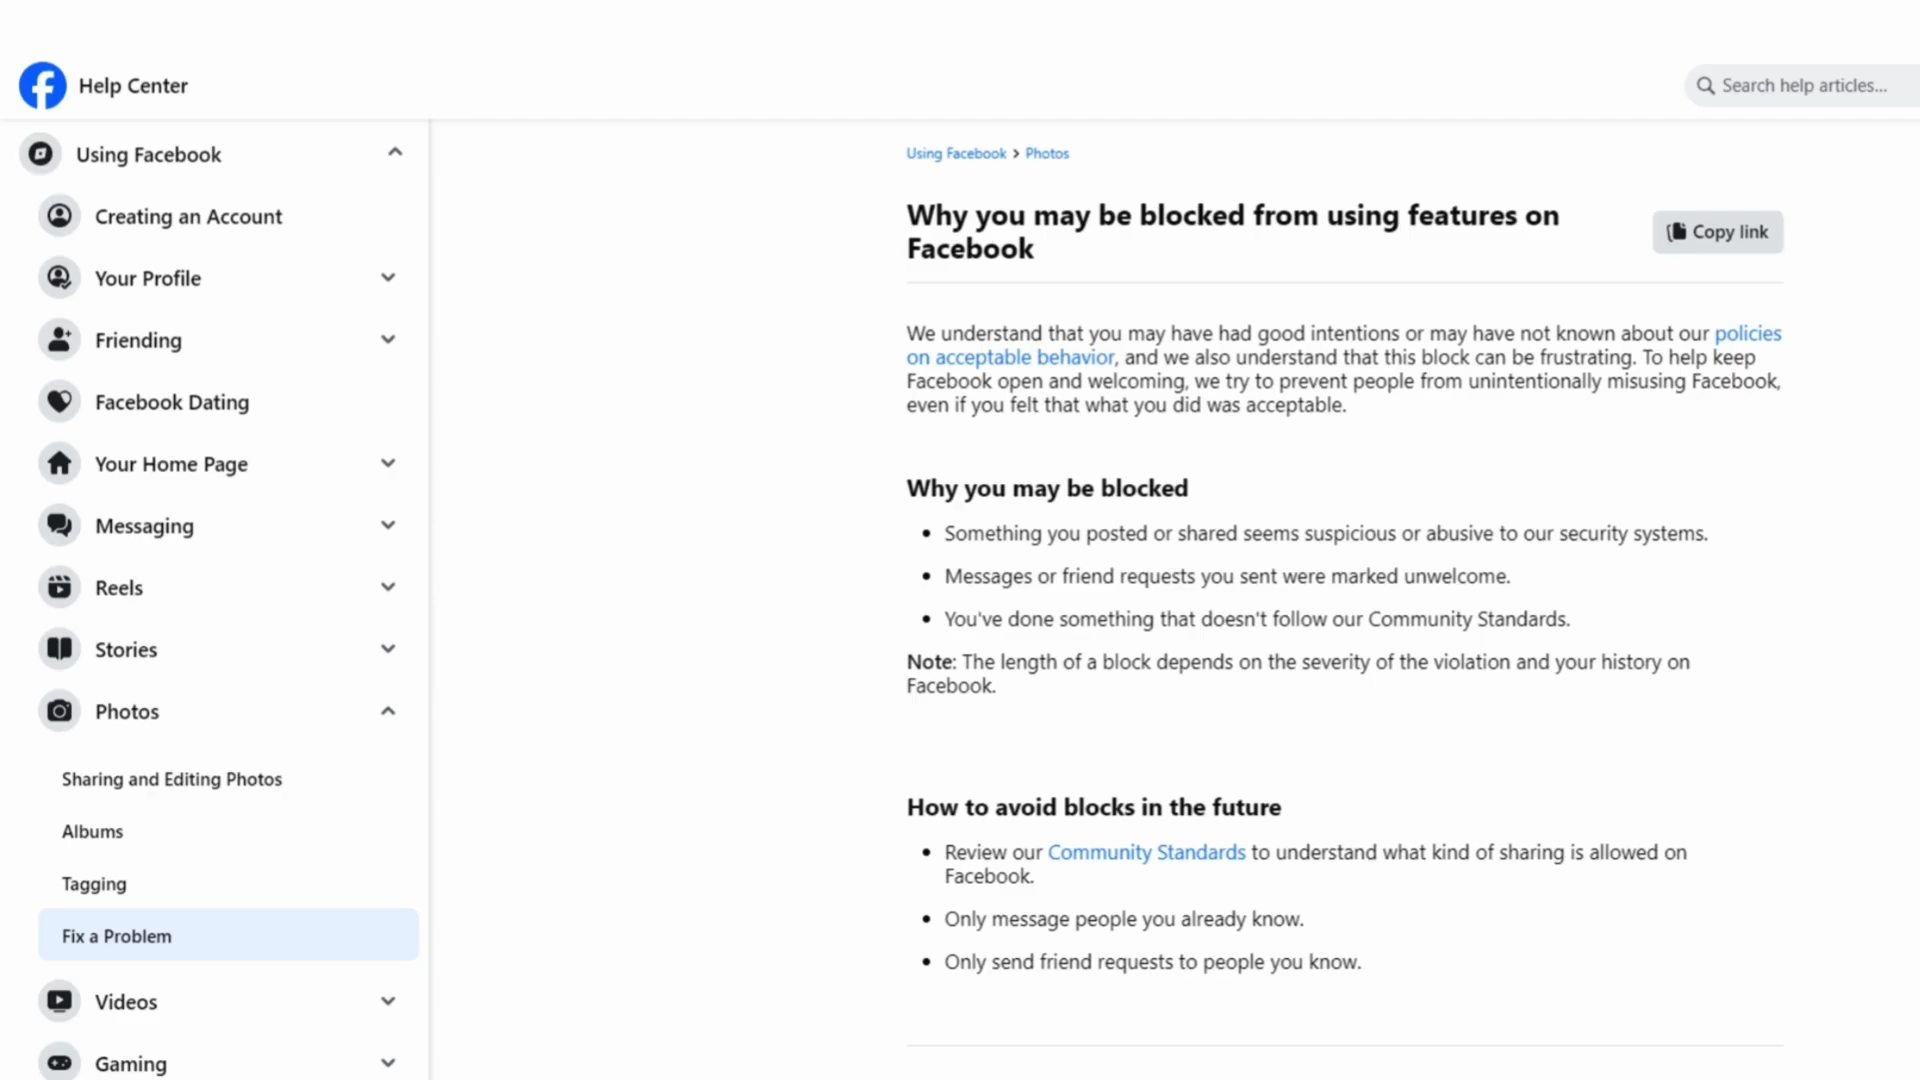 Help Center
Search help articles...
Using Facebook
Creating an Account
Your Profile
Friending
Facebook Dating
Your Home Page
Messaging
Reels
Stories
Photos
Sharing and Editing Photos
Albums
Tagging
Fix a Problem
Videos
Gaming
Using Facebook > Photos
Why you may be blocked from using features on
Facebook
Copy link
We understand that you may have had good intentions or may have not known about our policies
on acceptable behavior, and we also understand that this block can be frustrating. To help keep
Facebook open and welcoming, we try to prevent people from unintentionally misusing Facebook,
even if you felt that what you did was acceptable.
Why you may be blocked
• Something you posted or shared seems suspicious or abusive to our security systems.
• Messages or friend requests you sent were marked unwelcome.
• You've done something that doesn't follow our Community Standards.
Note: The length of a block depends on the severity of the violation and your history on
Facebook.
How to avoid blocks in the future
• Review our Community Standards to understand what kind of sharing is allowed on
Facebook.
• Only message people you already know.
• Only send friend requests to people you know.